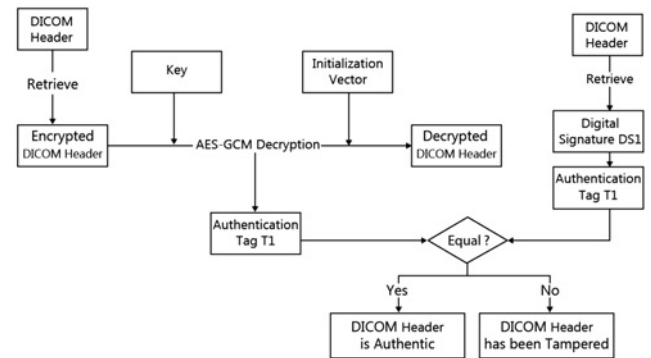 DICOM
Header
Retrieve
Encrypted
DICOM Header
Key
Initialization
Vector
AES-GCM Decryption
Decrypted
DICOM Header
DICOM
Header
Retrieve
Digital
Signature DS1
Authentication
Tag T1
Authentication
Tag T1
Equal ?
Yes
No
DICOM Header
is Authentic
DICOM Header
has been Tampered